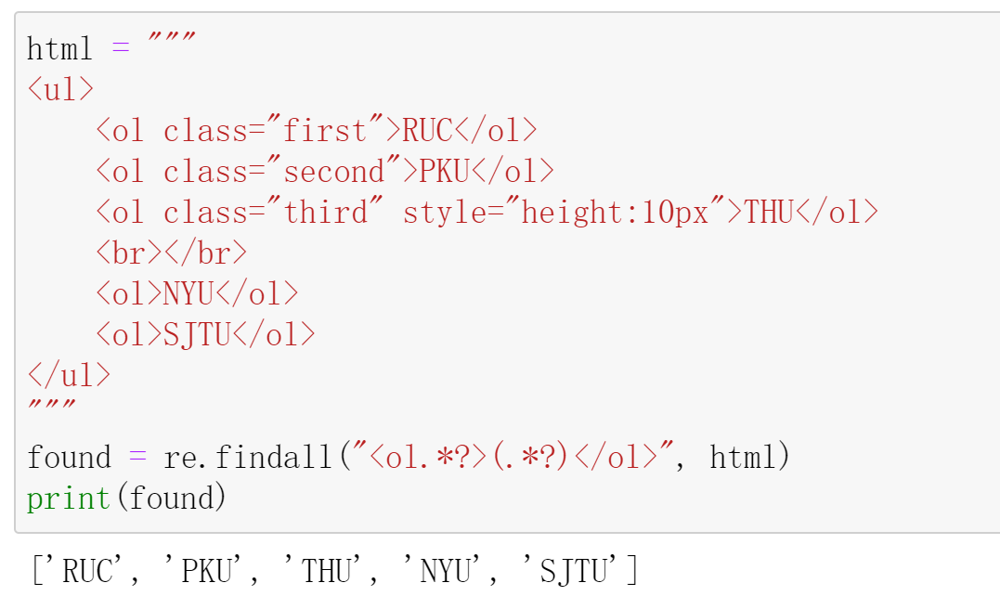 html = """
<ul>
    <ol class="first">RUC</ol>
    <ol class="second">PKU</ol>
    <ol class="third" style="height:10px">THU</ol>
    <br></br>
    <ol>NYU</ol>
    <ol>SJTU</ol>
</ul>
"""
found = re.findall("<ol.*?>(.*?)</ol>", html)
print(found)
['RUC', 'PKU', 'THU', 'NYU', 'SJTU']